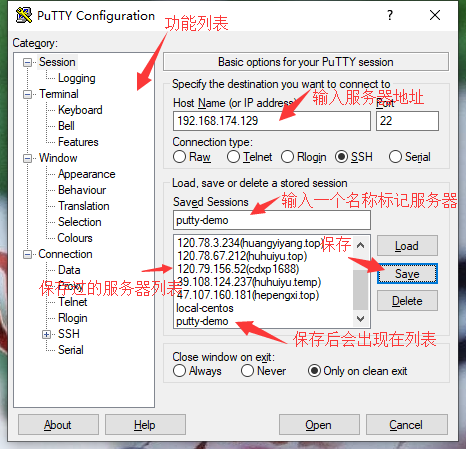 PuTTY Configuration
功能列表
Category:
Session
Logging
Terminal
Keyboard
Bell
Features
Window
Appearance
Behaviour
Translation
Selection
Colours
Connection
Data
Proxy
Telnet
Rlogin
SSH
Serial
保存过的服务器列表
Basic options for your PuTTY session
Specify the destination you want to connect to
Host Name (or IP address) Port
输入服务器地址
192.168.174.129 22
Connection type:
Raw Telnet Rlogin SSH Serial
Load, save or delete a stored session
Saved Sessions
输入一个名称标记服务器
putty-demo
保存
120.78.3.234(huangyiyang.top)
120.78.67.212(huhuiyu.top)
120.79.156.52(cdxp1688)
39.108.124.237(huhuiyu.temp)
47.107.160.181(hepengxi.top)
local-centos
putty-demo
Load
Save
Delete
保存后会出现在列表
Close window on exit:
Always Never Only on clean exit
About Help Open Cancel